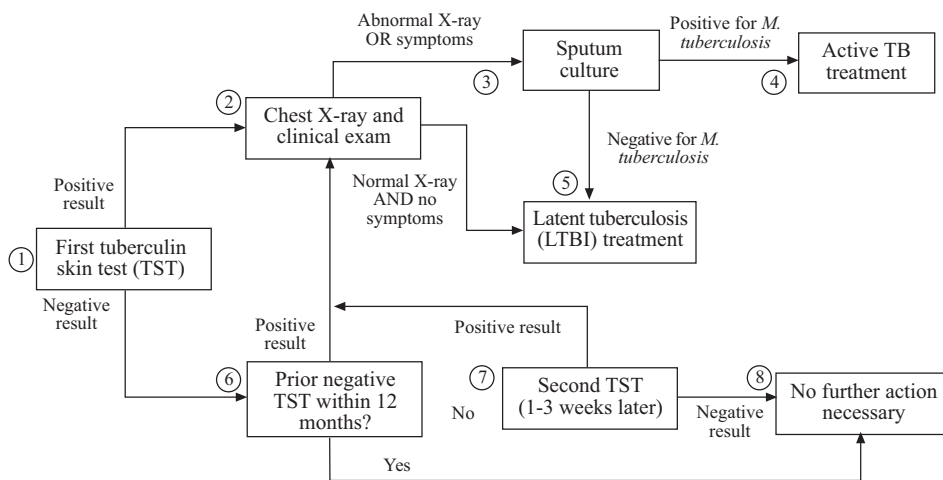 Abnormal X-ray
OR symptoms
Positive for M.
tuberculosis
3
Sputum
culture
4
Active TB
treatment
2
Chest X-ray and
clinical exam
Negative for M.
tuberculosis
Positive
result
Normal X-ray
AND no
symptoms
5
Latent tuberculosis
(LTBI) treatment
1
First tuberculin
skin test (TST)
Negative
result
Positive
result
Positive result
6
Prior negative
TST within 12
months?
No
7
Second TST
(1-3 weeks later)
Negative
result
8
No further action
necessary
Yes